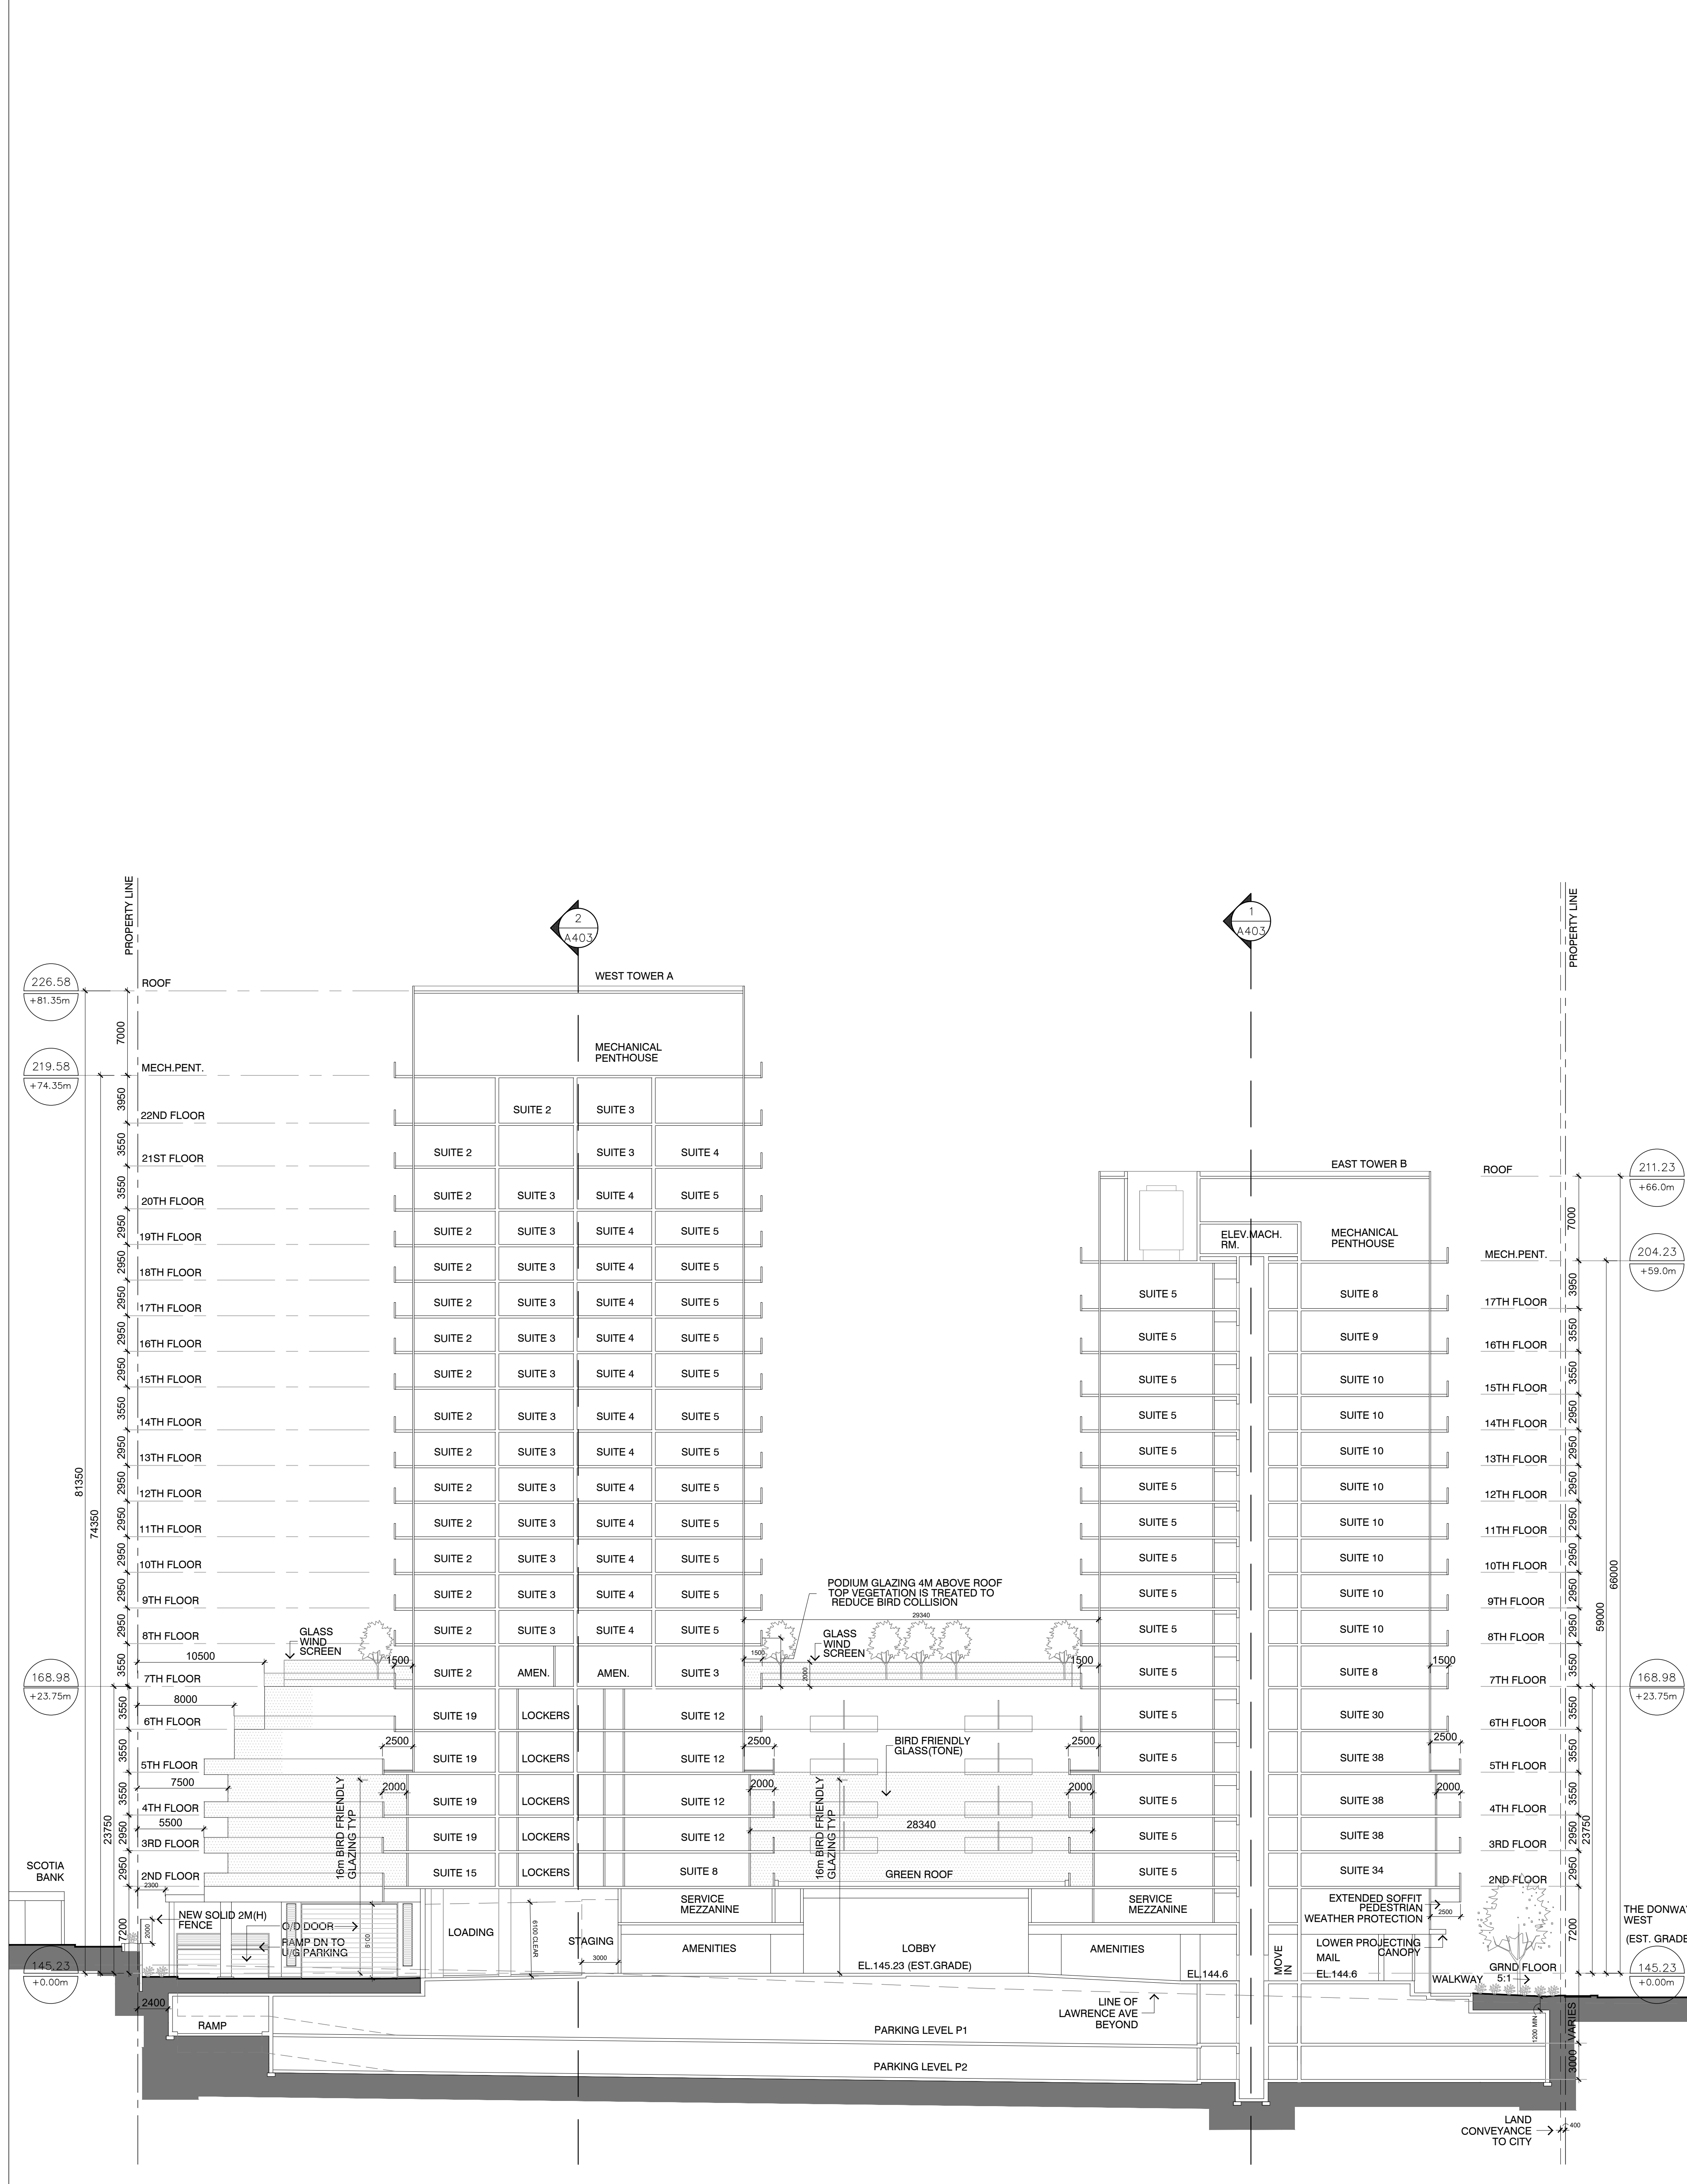 PROPERTY LINE
PROPERTY LINE
2
A403
1
A403
WEST TOWER A
226.58
+81.35m
ROOF
7000
MECHANICAL
PENTHOUSE
219.58
+74.35m
MECH.PENT.
3950
22ND FLOOR
SUITE 2
SUITE 3
3550
21ST FLOOR
SUITE 2
SUITE 3
SUITE 4
3550
20TH FLOOR
SUITE 2
SUITE 3
SUITE 4
SUITE 5
2950
19TH FLOOR
SUITE 2
SUITE 3
SUITE 4
SUITE 5
2950
18TH FLOOR
SUITE 2
SUITE 3
SUITE 4
SUITE 5
2950
17TH FLOOR
SUITE 2
SUITE 3
SUITE 4
SUITE 5
2950
16TH FLOOR
SUITE 2
SUITE 3
SUITE 4
SUITE 5
2950
15TH FLOOR
SUITE 2
SUITE 3
SUITE 4
SUITE 5
3550
14TH FLOOR
SUITE 2
SUITE 3
SUITE 4
SUITE 5
2950
13TH FLOOR
SUITE 2
SUITE 3
SUITE 4
SUITE 5
2950
12TH FLOOR
SUITE 2
SUITE 3
SUITE 4
SUITE 5
2950
11TH FLOOR
SUITE 2
SUITE 3
SUITE 4
SUITE 5
2950
10TH FLOOR
SUITE 2
SUITE 3
SUITE 4
SUITE 5
2950
9TH FLOOR
SUITE 2
SUITE 3
SUITE 4
SUITE 5
2950
8TH FLOOR
SUITE 2
SUITE 3
SUITE 4
SUITE 5
3550
7TH FLOOR
SUITE 2
AMEN.
AMEN.
SUITE 3
168.98
+23.75m
3550
6TH FLOOR
SUITE 19
LOCKERS
SUITE 12
3550
5TH FLOOR
SUITE 19
LOCKERS
SUITE 12
3550
4TH FLOOR
SUITE 19
LOCKERS
SUITE 12
2950
3RD FLOOR
SUITE 19
LOCKERS
SUITE 12
2950
2ND FLOOR
SUITE 15
LOCKERS
SUITE 8
7200
81350
74350
23750
GLASS
WIND
SCREEN
10500
1500
8000
2500
7500
2000
5500
2300
16m BIRD FRIENDLY
GLAZING TYP
PODIUM GLAZING 4M ABOVE ROOF
TOP VEGETATION IS TREATED TO
REDUCE BIRD COLLISION
29340
GLASS
WIND
SCREEN
1500
2000
1500
2500
BIRD FRIENDLY
GLASS(TONE)
2500
2000
2000
16m BIRD FRIENDLY
GLAZING TYP
28340
GREEN ROOF
EAST TOWER B
ROOF
211.23
+66.0m
7000
ELEV.MACH.
RM.
MECHANICAL
PENTHOUSE
MECH.PENT.
204.23
+59.0m
SUITE 5
SUITE 8
3950
17TH FLOOR
SUITE 5
SUITE 9
3550
16TH FLOOR
SUITE 5
SUITE 10
3550
15TH FLOOR
SUITE 5
SUITE 10
2950
14TH FLOOR
SUITE 5
SUITE 10
2950
13TH FLOOR
SUITE 5
SUITE 10
2950
12TH FLOOR
SUITE 5
SUITE 10
2950
11TH FLOOR
SUITE 5
SUITE 10
2950
10TH FLOOR
SUITE 5
SUITE 10
2950
9TH FLOOR
SUITE 5
SUITE 10
2950
8TH FLOOR
SUITE 5
SUITE 8
1500
3550
7TH FLOOR
168.98
+23.75m
SUITE 5
SUITE 30
3550
6TH FLOOR
2500
SUITE 5
SUITE 38
3550
5TH FLOOR
2000
SUITE 5
SUITE 38
3550
4TH FLOOR
SUITE 5
SUITE 38
2950
3RD FLOOR
SUITE 5
SUITE 34
2950
2ND FLOOR
66000
59000
23750
7200
SCOTIA
BANK
NEW SOLID 2M(H)
FENCE
2000
O/D DOOR
RAMP DN TO
U/G PARKING
145.23
+0.00m
2400
RAMP
LOADING
6100 CLEAR
STAGING
3000
SERVICE
MEZZANINE
AMENITIES
LOBBY
EL.145.23 (EST.GRADE)
SERVICE
MEZZANINE
AMENITIES
EL.144.6
MOVE
IN
EXTENDED SOFFIT
PEDESTRIAN
WEATHER PROTECTION
2500
LOWER PROJECTING
CANOPY
MAIL
EL.144.6
WALKWAY
GRND FLOOR
5:1
THE DONWAY
WEST
(EST. GRADE
145.23
+0.00m
LINE OF
LAWRENCE AVE
BEYOND
PARKING LEVEL P1
PARKING LEVEL P2
1200 MIN
VARIES
3000
LAND
CONVEYANCE
TO CITY
400